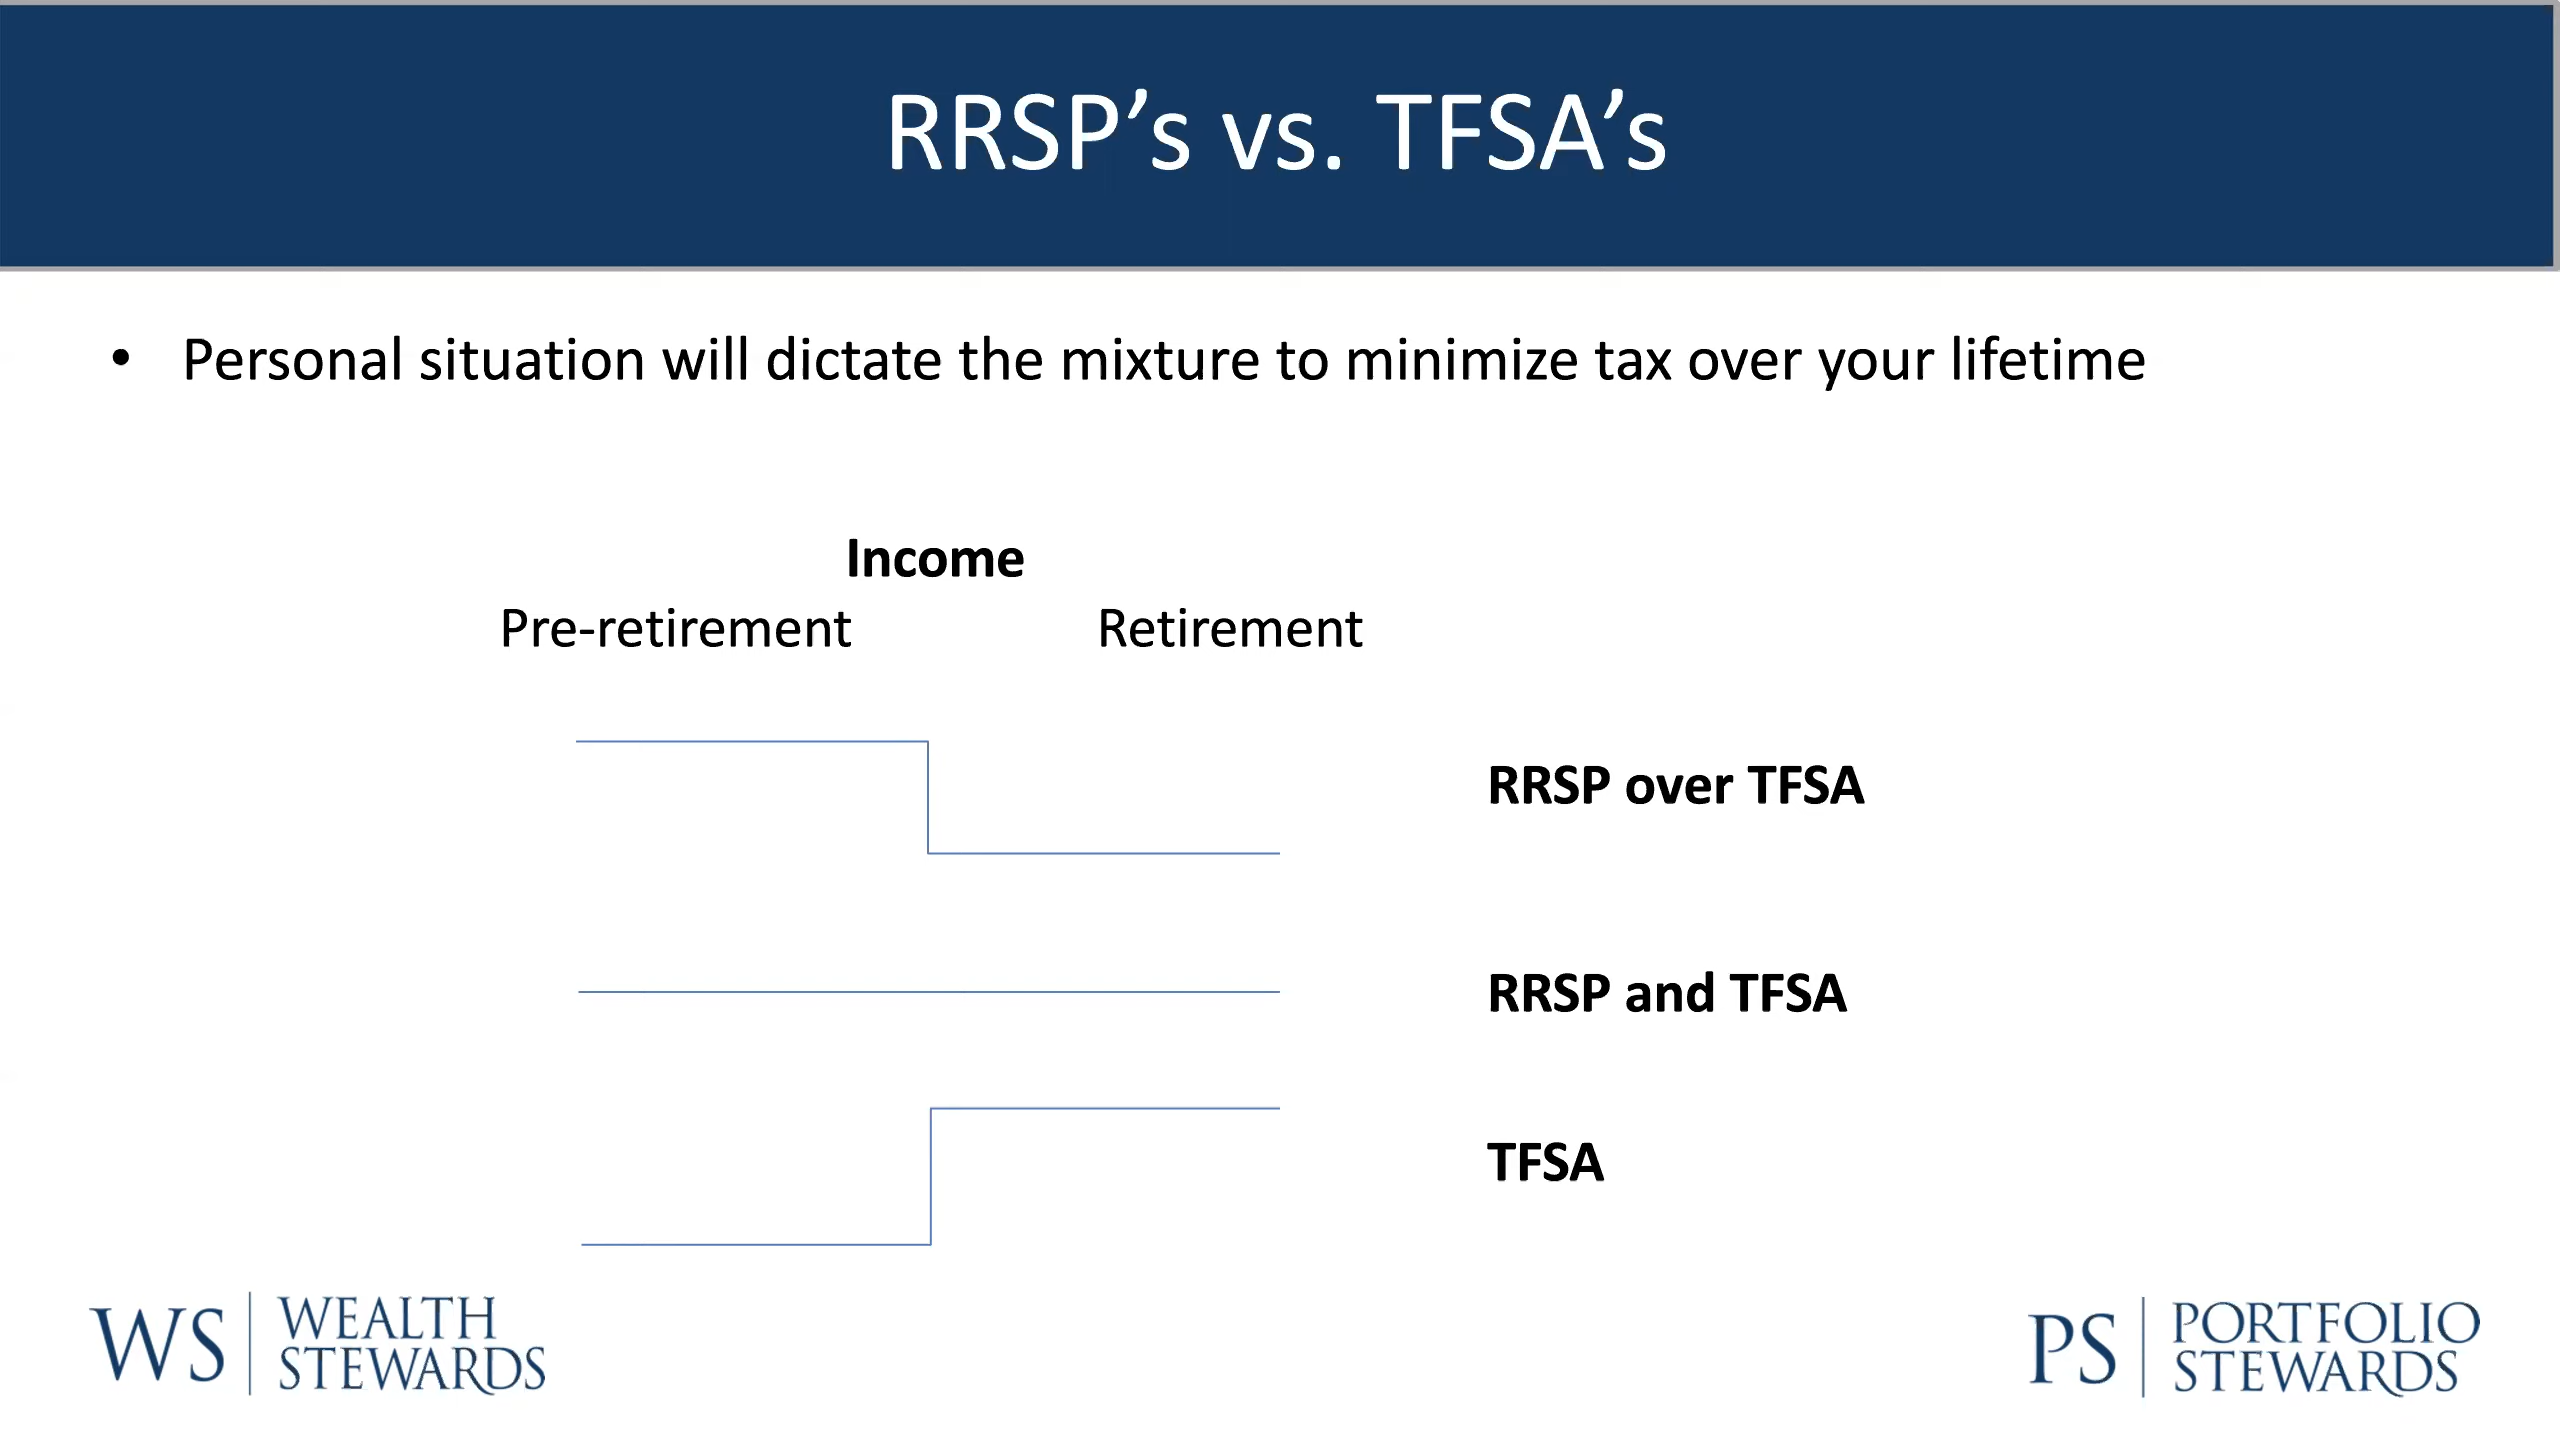 RRSP’s vs. TFSA’s
• Personal situation will dictate the mixture to minimize tax over your lifetime
Income
Pre-retirement Retirement
RRSP over TFSA
RRSP and TFSA
TFSA
WS WEALTH STEWARDS
PS PORTFOLIO STEWARDS